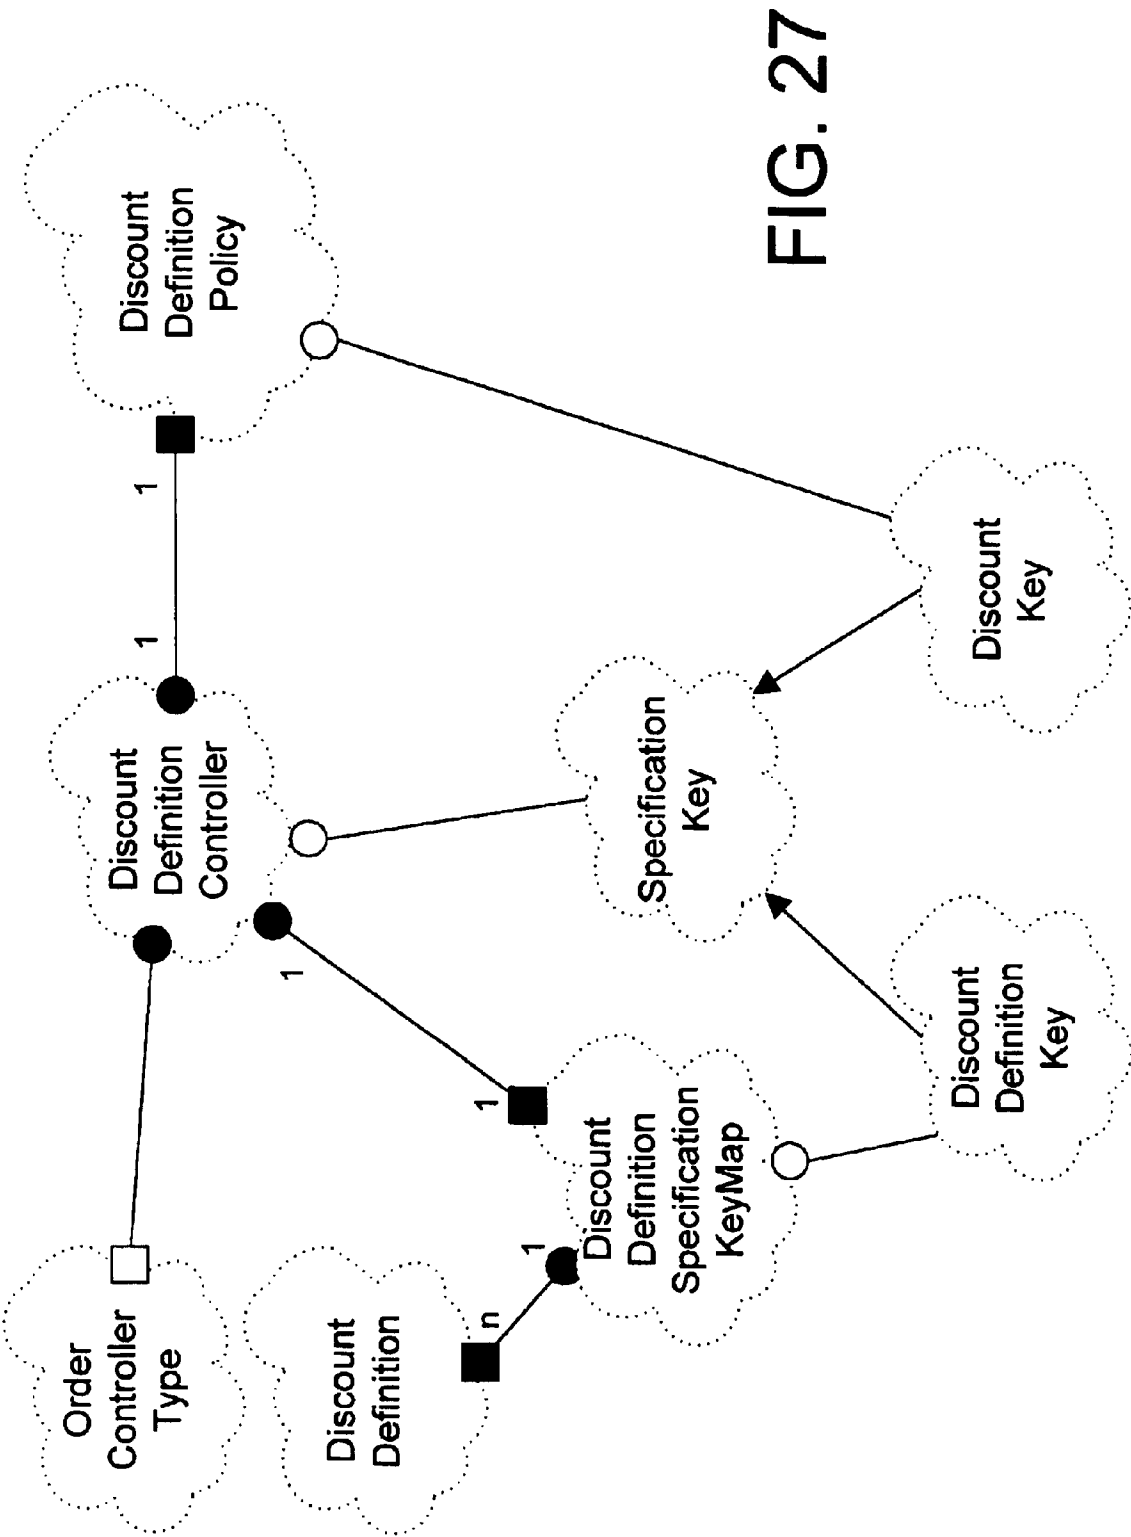 Order
Controller
Type
1
1
Discount
Definition
Controller
Discount
Definition
Policy
Discount
Definition
n
1
1
1
Discount
Definition
Specification
KeyMap
Specification
Key
Discount
Definition
Key
Discount
Key
FIG. 27